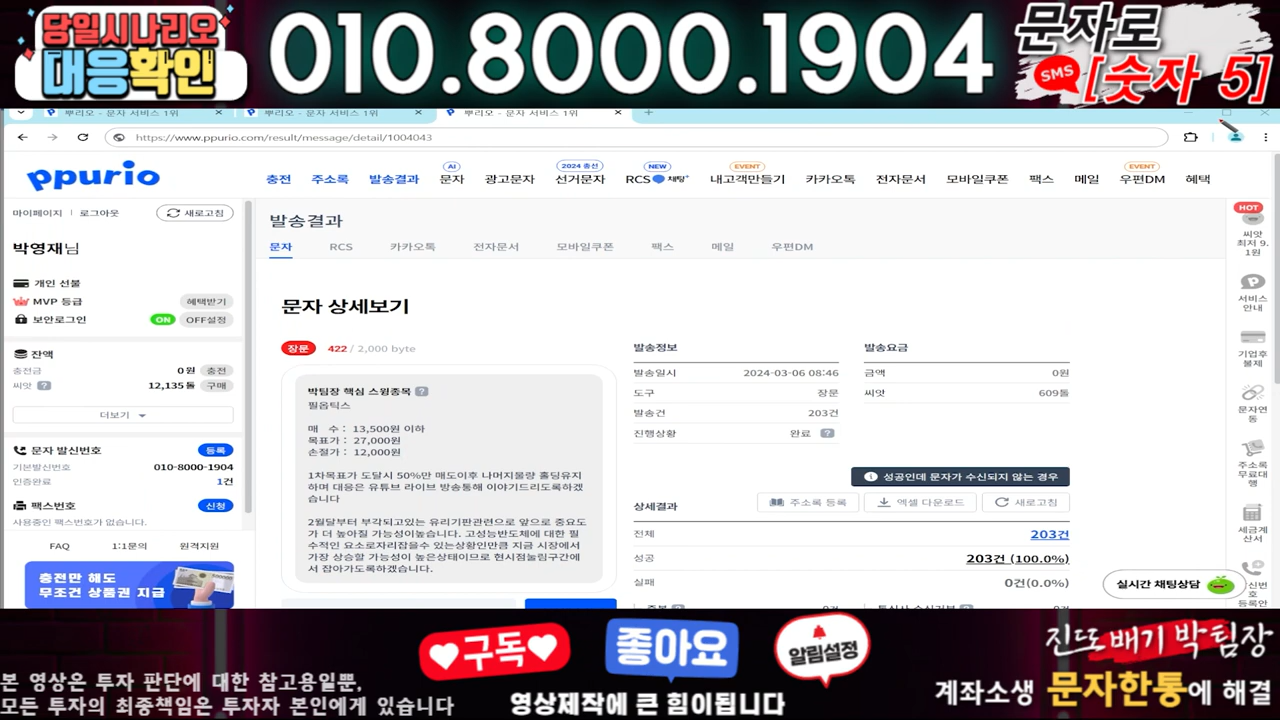 당일시나리오
대응확인
010.8000.1904
문자로
SMS
[숫자 5]
뿌리오 - 문자 서비스 1위
뿌리오 - 문자 서비스 1위
뿌리오 - 문자 서비스 1위
https://www.ppurio.com/result/message/detail/1004043
ppurio
충전
주소록
발송결과
AI
문자
광고문자
2024 총선
선거문자
NEW
RCS 채팅+
EVENT
내고객만들기
카카오톡
전자문서
모바일쿠폰
팩스
메일
EVENT
우편DM
혜택
마이페이지 | 로그아웃
새로고침
박영재님
개인 선불
MVP 등급
혜택받기
보안로그인
ON
OFF설정
잔액
충전금 0원 충전
씨앗 ? 12,135톨 구매
더보기
문자 발신번호 등록
기본발신번호 010-8000-1904
인증완료 1건
팩스번호 신청
사용중인 팩스번호가 없습니다.
FAQ 1:1문의 원격지원
충전만 해도
무조건 상품권 지급
발송결과
문자 RCS 카카오톡 전자문서 모바일쿠폰 팩스 메일 우편DM
문자 상세보기
장문 422 / 2,000 byte
박팀장 핵심 스윙종목 ?
필옵틱스
매 수 : 13,500원 이하
목표가 : 27,000원
손절가 : 12,000원
1차목표가 도달시 50%만 매도이후 나머지물량 홀딩유지
하며 대응은 유튜브 라이브 방송통해 이야기드리도록하겠
습니다
2월달부터 부각되고있는 유리기판관련으로 앞으로 중요도
가 더 높아질 가능성이높습니다. 고성능반도체에 대한 필
수적인 요소로자리잡을수 있는상황인만큼 지금 시장에서
가장 상승할 가능성이 높은상태이므로 현시점눌림구간에
서 잡아가도록하겠습니다.
발송정보
발송일시 2024-03-06 08:46
도구 장문
발송건 203건
진행상황 완료 ?
발송요금
금액 0원
씨앗 609톨
성공인데 문자가 수신되지 않는 경우
상세결과
주소록 등록
엑셀 다운로드
새로고침
전체 203건
성공 203건 (100.0%)
실패 0건(0.0%)
HOT
씨앗
최저 9.
1원
서비스
안내
기업후
불제
문자연
동
주소록
무료대
행
세금계
산서
발신번
호
등록안
실시간 채팅상담
구독
좋아요
알림설정
진또배기 박팀장
본 영상은 투자 판단에 대한 참고용일뿐,
모든 투자의 최종책임은 투자자 본인에게 있습니다
영상제작에 큰 힘이됩니다
계좌소생 문자한통에 해결